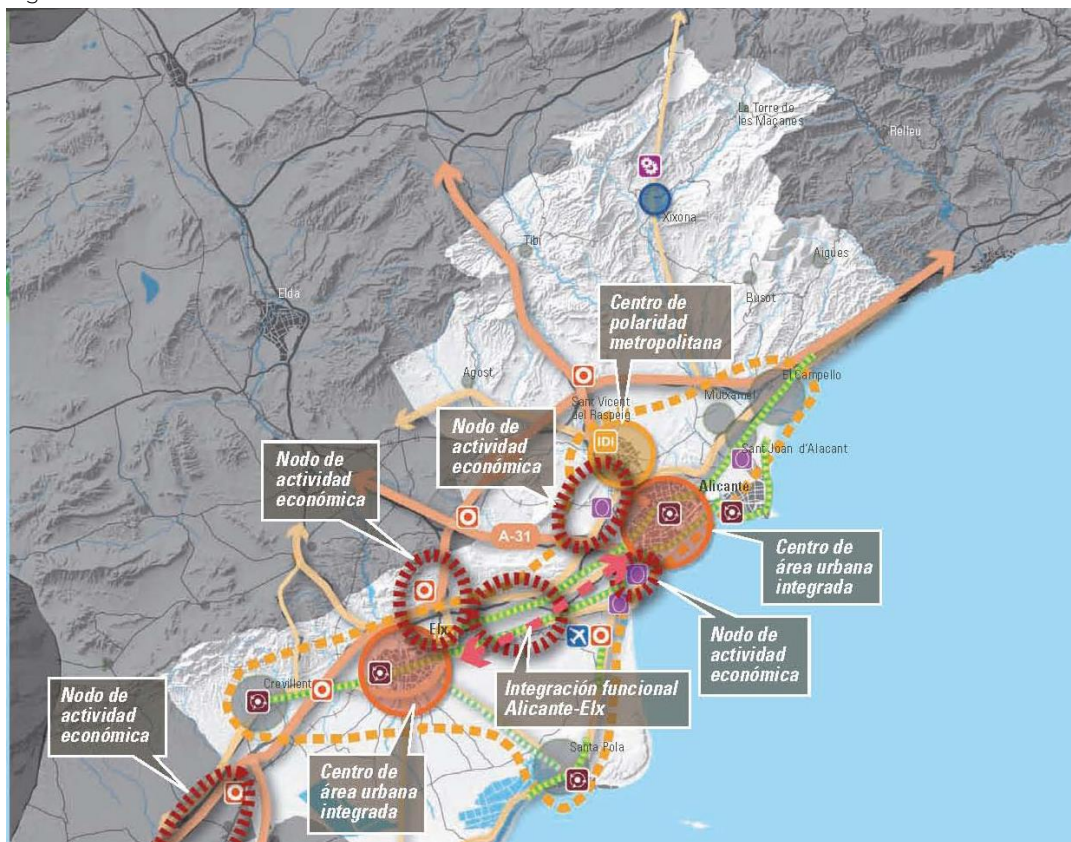 La Torre de
les Maçanes
Relleu
Xixona
Tibi
Aigües
Elda
Busot
Centro de
polaridad
metropolitana
Agost
El Campello
Sant Vicent
del Raspeig
Mutxamel
Nodo de
actividad
económica
Nodo de
actividad
económica
IDi
Sant Joan d'Alacant
Alicante
A-31
Centro de
área urbana
integrada
Elx
Nodo de
actividad
económica
Crevillent
Integración funcional
Alicante-Elx
Nodo de
actividad
económica
Santa Pola
Centro de
área urbana
integrada